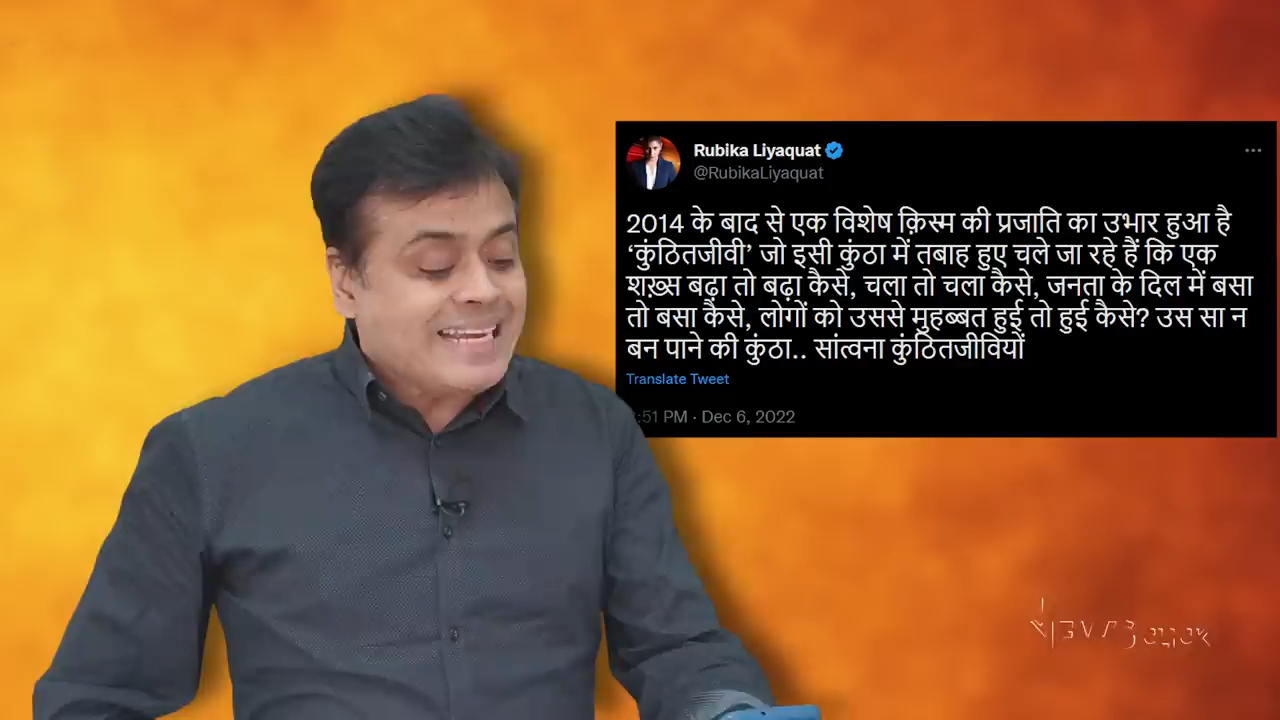 Rubika Liyaquat
@RubikaLiyaquat
2014 के बाद से एक विशेष क़िस्म की प्रजाति का उभार हुआ है
‘कुंठितजीवी’ जो इसी कुंठा में तबाह हुए चले जा रहे हैं कि एक
शख़्स बढ़ा तो बढ़ा कैसे, चला तो चला कैसे, जनता के दिल में बसा
तो बसा कैसे, लोगों को उससे मुहब्बत हुई तो हुई कैसे? उस सा न
बन पाने की कुंठा.. सांत्वना कुंठितजीवियों
Translate Tweet
:51 PM · Dec 6, 2022